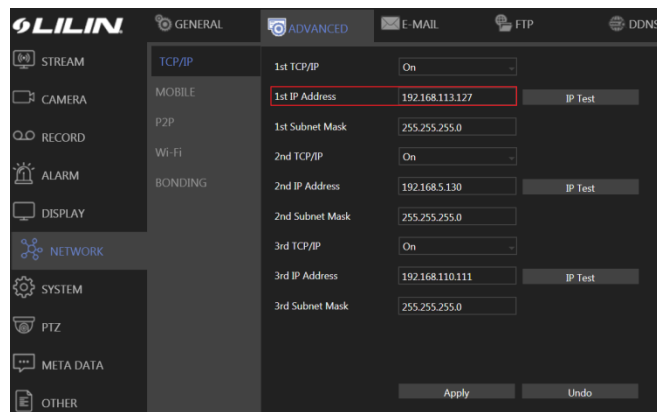 LILIN GENERAL ADVANCED E-MAIL FTP DDNS
STREAM
CAMERA
RECORD
ALARM
DISPLAY
NETWORK
SYSTEM
PTZ
META DATA
OTHER
TCP/IP
MOBILE
P2P
Wi-Fi
BONDING
1st TCP/IP On
1st IP Address 192.168.113.127 IP Test
1st Subnet Mask 255.255.255.0
2nd TCP/IP On
2nd IP Address 192.168.5.130 IP Test
2nd Subnet Mask 255.255.255.0
3rd TCP/IP On
3rd IP Address 192.168.110.111 IP Test
3rd Subnet Mask 255.255.255.0
Apply Undo